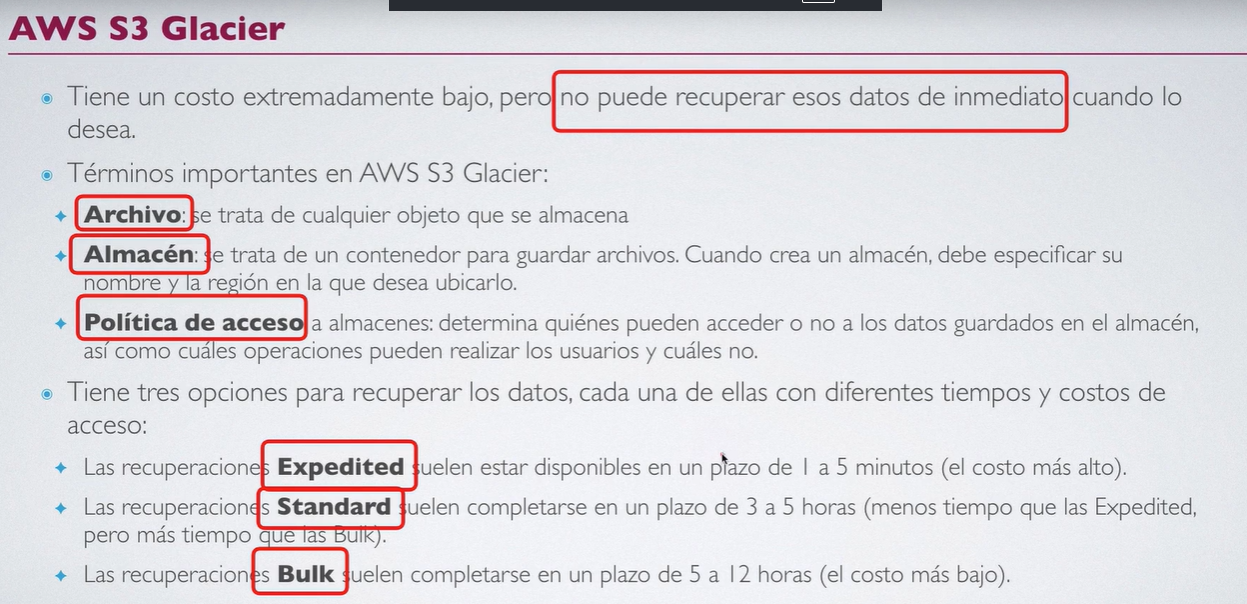 AWS S3 Glacier
Tiene un costo extremadamente bajo, pero no puede recuperar esos datos de inmediato cuando lo
desea.
Términos importantes en AWS S3 Glacier:
Archivo: se trata de cualquier objeto que se almacena
Almacén: se trata de un contenedor para guardar archivos. Cuando crea un almacén, debe especificar su
nombre y la región en la que desea ubicarlo.
Política de acceso a almacenes: determina quiénes pueden acceder o no a los datos guardados en el almacén,
así como cuáles operaciones pueden realizar los usuarios y cuáles no.
Tiene tres opciones para recuperar los datos, cada una de ellas con diferentes tiempos y costos de
acceso:
Las recuperaciones Expedited suelen estar disponibles en un plazo de 1 a 5 minutos (el costo más alto).
Las recuperaciones Standard suelen completarse en un plazo de 3 a 5 horas (menos tiempo que las Expedited,
pero más tiempo que las Bulk).
Las recuperaciones Bulk suelen completarse en un plazo de 5 a 12 horas (el costo más bajo).